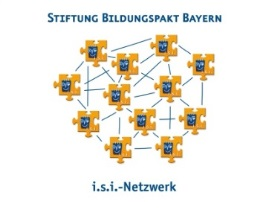 STIFTUNG BILDUNGSPAKT BAYERN
i.s.i.-Netzwerk